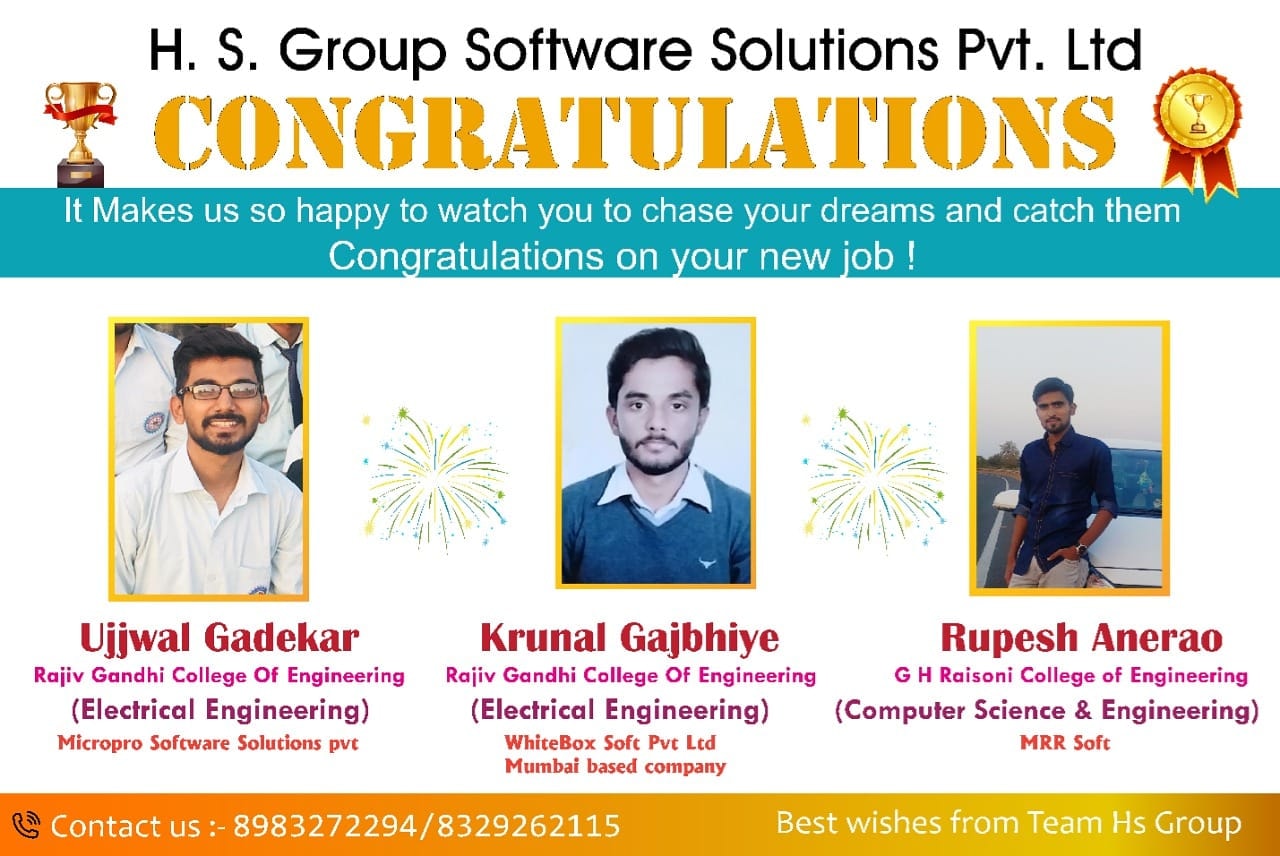 H. S. Group Software Solutions Pvt. Ltd
CONGRATULATIONS
It Makes us so happy to watch you to chase your dreams and catch them
Congratulations on your new job !
Ujjwal Gadekar
Rajiv Gandhi College Of Engineering
(Electrical Engineering)
Micropro Software Solutions pvt
Krunal Gajbhiye
Rajiv Gandhi College Of Engineering
(Electrical Engineering)
WhiteBox Soft Pvt Ltd
Mumbai based company
Rupesh Anerao
G H Raisoni College of Engineering
(Computer Science & Engineering)
MRR Soft
Contact us :- 8983272294/8329262115
Best wishes from Team Hs Group